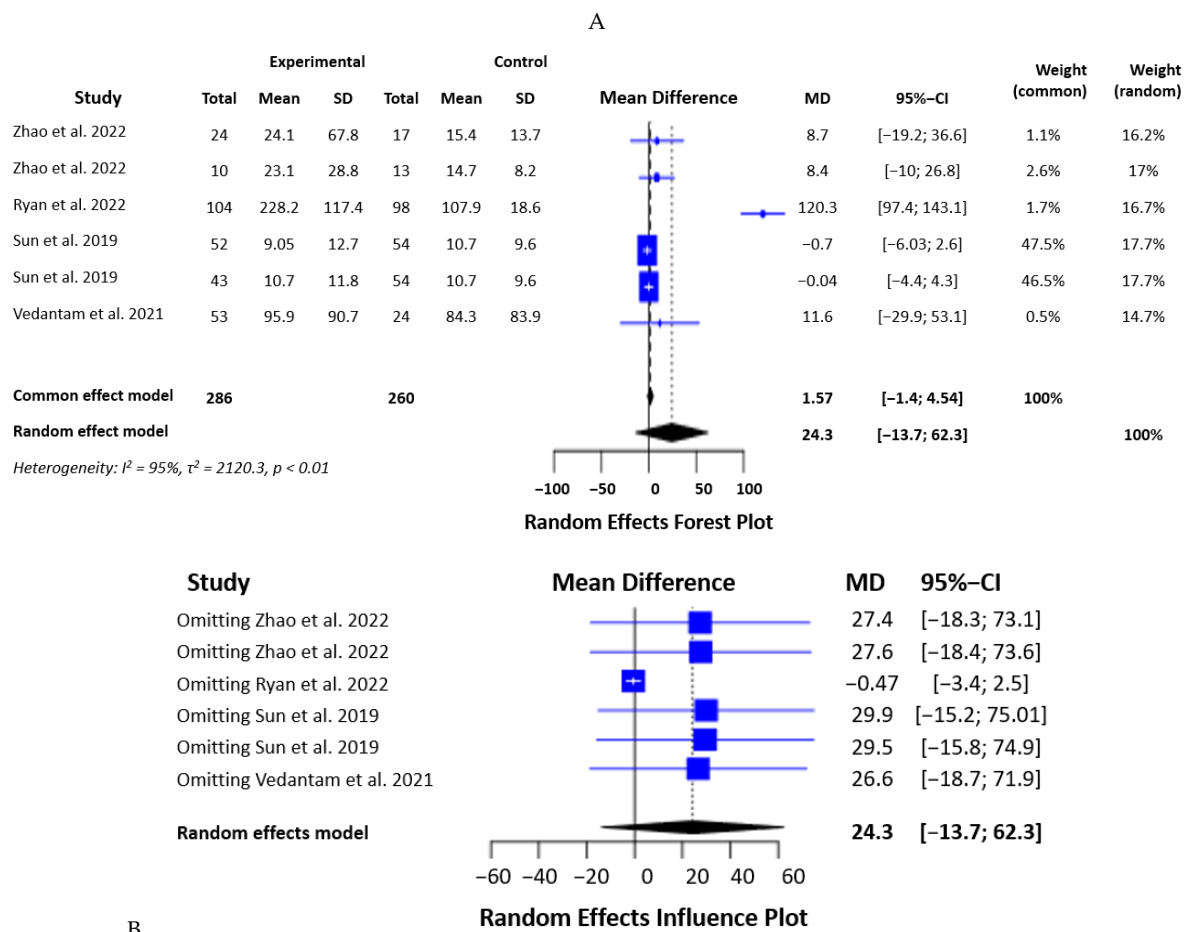 A
Experimental Control
Study Total Mean SD Total Mean SD Mean Difference MD 95%–CI Weight (common) Weight (random)
Zhao et al. 2022 24 24.1 67.8 17 15.4 13.7 8.7 [−19.2; 36.6] 1.1% 16.2%
Zhao et al. 2022 10 23.1 28.8 13 14.7 8.2 8.4 [−10; 26.8] 2.6% 17%
Ryan et al. 2022 104 228.2 117.4 98 107.9 18.6 120.3 [97.4; 143.1] 1.7% 16.7%
Sun et al. 2019 52 9.05 12.7 54 10.7 9.6 −0.7 [−6.03; 2.6] 47.5% 17.7%
Sun et al. 2019 43 10.7 11.8 54 10.7 9.6 −0.04 [−4.4; 4.3] 46.5% 17.7%
Vedantam et al. 2021 53 95.9 90.7 24 84.3 83.9 11.6 [−29.9; 53.1] 0.5% 14.7%
Common effect model 286 260 1.57 [−1.4; 4.54] 100%
Random effect model 24.3 [−13.7; 62.3] 100%
Heterogeneity: I² = 95%, τ² = 2120.3, p < 0.01
−100 −50 0 50 100
Random Effects Forest Plot
Study Mean Difference MD 95%–CI
Omitting Zhao et al. 2022 27.4 [−18.3; 73.1]
Omitting Zhao et al. 2022 27.6 [−18.4; 73.6]
Omitting Ryan et al. 2022 −0.47 [−3.4; 2.5]
Omitting Sun et al. 2019 29.9 [−15.2; 75.01]
Omitting Sun et al. 2019 29.5 [−15.8; 74.9]
Omitting Vedantam et al. 2021 26.6 [−18.7; 71.9]
Random effects model 24.3 [−13.7; 62.3]
−60 −40 −20 0 20 40 60
Random Effects Influence Plot
B